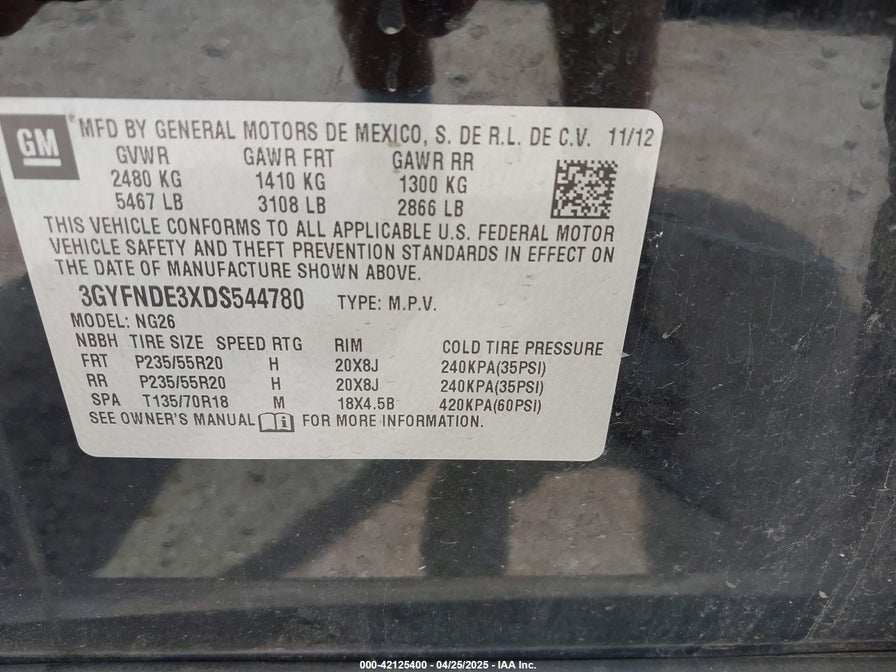 GM® MFD BY GENERAL MOTORS DE MEXICO, S. DE R.L. DE C.V. 11/12
GVWR GAWR FRT GAWR RR
2480 KG 1410 KG 1300 KG
5467 LB 3108 LB 2866 LB
THIS VEHICLE CONFORMS TO ALL APPLICABLE U.S. FEDERAL MOTOR
VEHICLE SAFETY AND THEFT PREVENTION STANDARDS IN EFFECT ON
THE DATE OF MANUFACTURE SHOWN ABOVE.
3GYFNDE3XDS544780 TYPE: M.P.V.
MODEL: NG26
NBBH TIRE SIZE SPEED RTG RIM COLD TIRE PRESSURE
FRT P235/55R20 H 20X8J 240KPA(35PSI)
RR P235/55R20 H 20X8J 240KPA(35PSI)
SPA T135/70R18 M 18X4.5B 420KPA(60PSI)
SEE OWNER'S MANUAL FOR MORE INFORMATION.
000-42125400 - 04/25/2025 - IAA Inc.